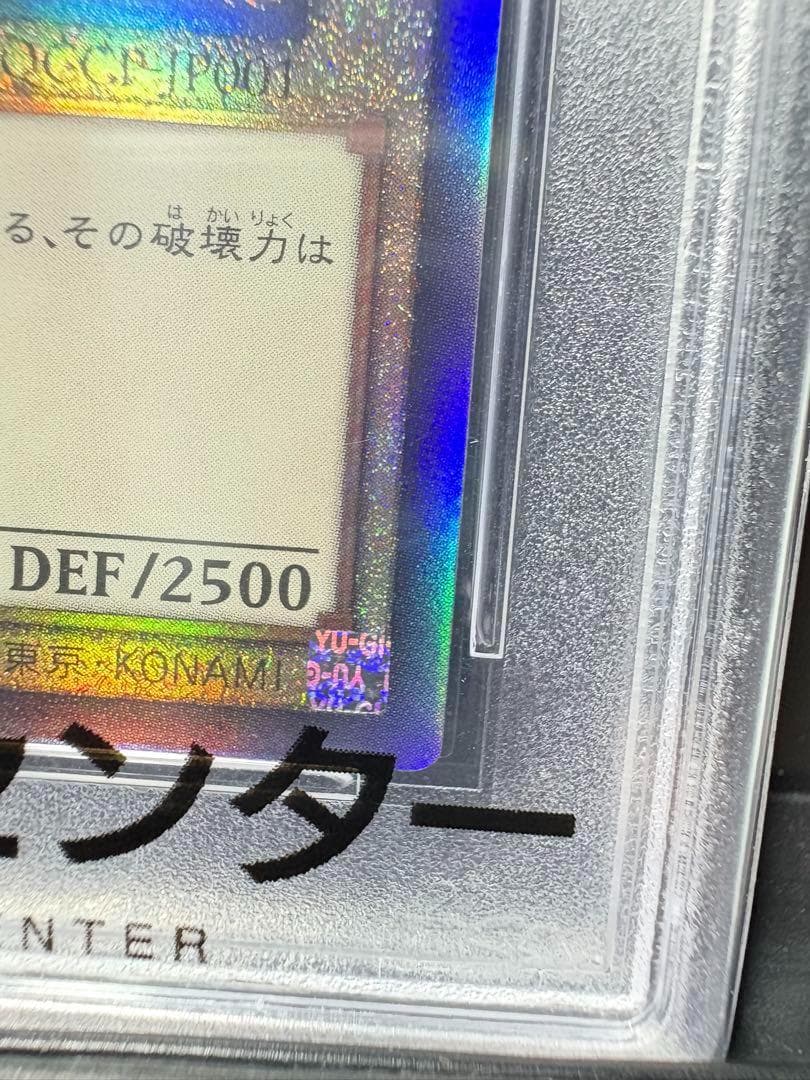 QCCP-JP001
る、その破壊力は
は かい りょく
DEF/2500
東京・KONAMI
YU-GI
センター
NTER